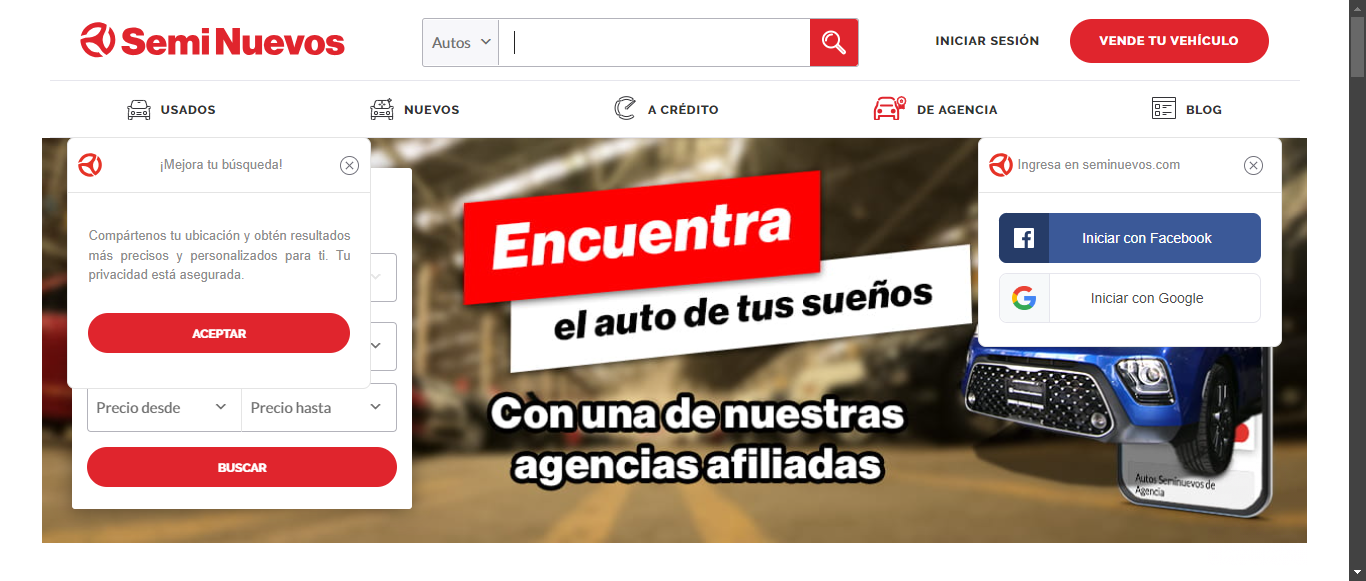 Semi Nuevos
Autos
INICIAR SESIÓN
VENDE TU VEHÍCULO
USADOS
NUEVOS
A CRÉDITO
DE AGENCIA
BLOG
¡Mejora tu búsqueda!
Compártenos tu ubicación y obtén resultados
más precisos y personalizados para ti. Tu
privacidad está asegurada.
ACEPTAR
Precio desde
Precio hasta
BUSCAR
Encuentra
el auto de tus sueños
Con una de nuestras
agencias afiliadas
Ingresa en seminuevos.com
Iniciar con Facebook
Iniciar con Google
Autos Seminuevos de
Agencia